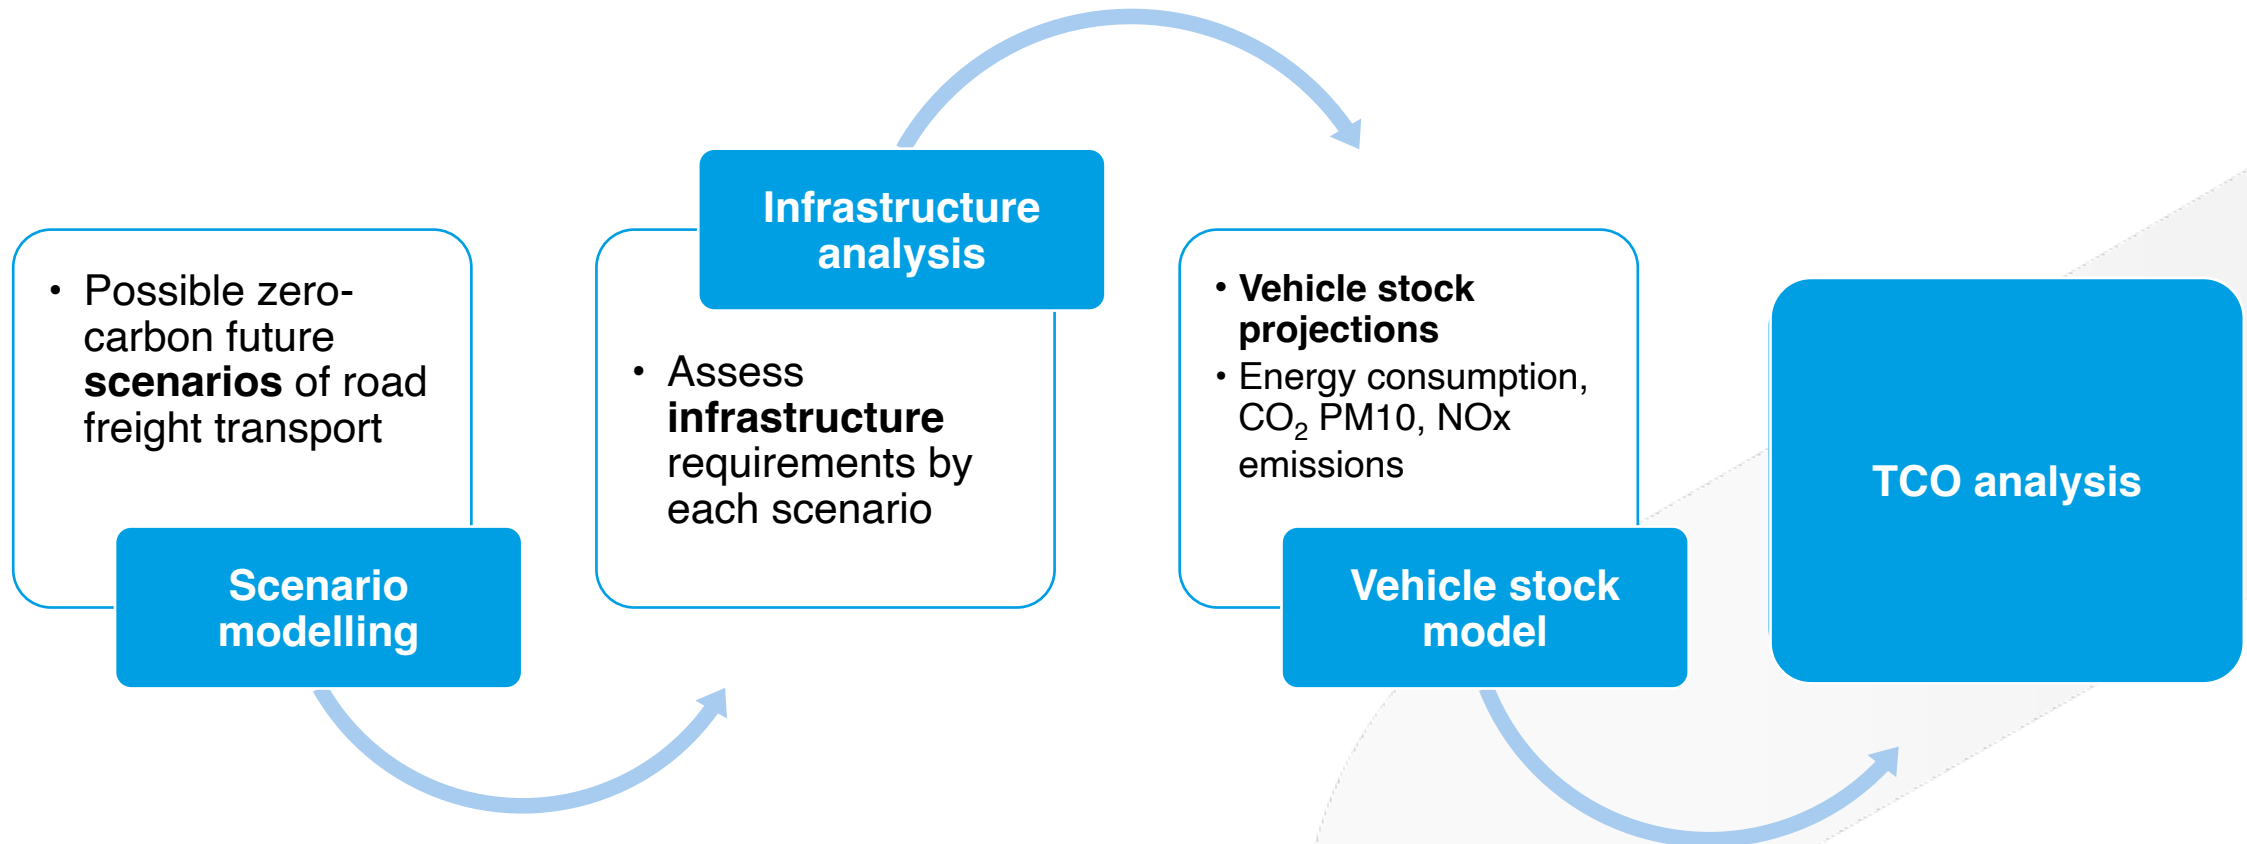 • Possible zero-
carbon future
scenarios of road
freight transport
Scenario
modelling
Infrastructure
analysis
• Assess
infrastructure
requirements by
each scenario
• Vehicle stock
projections
• Energy consumption,
CO₂ PM10, NOx
emissions
Vehicle stock
model
TCO analysis